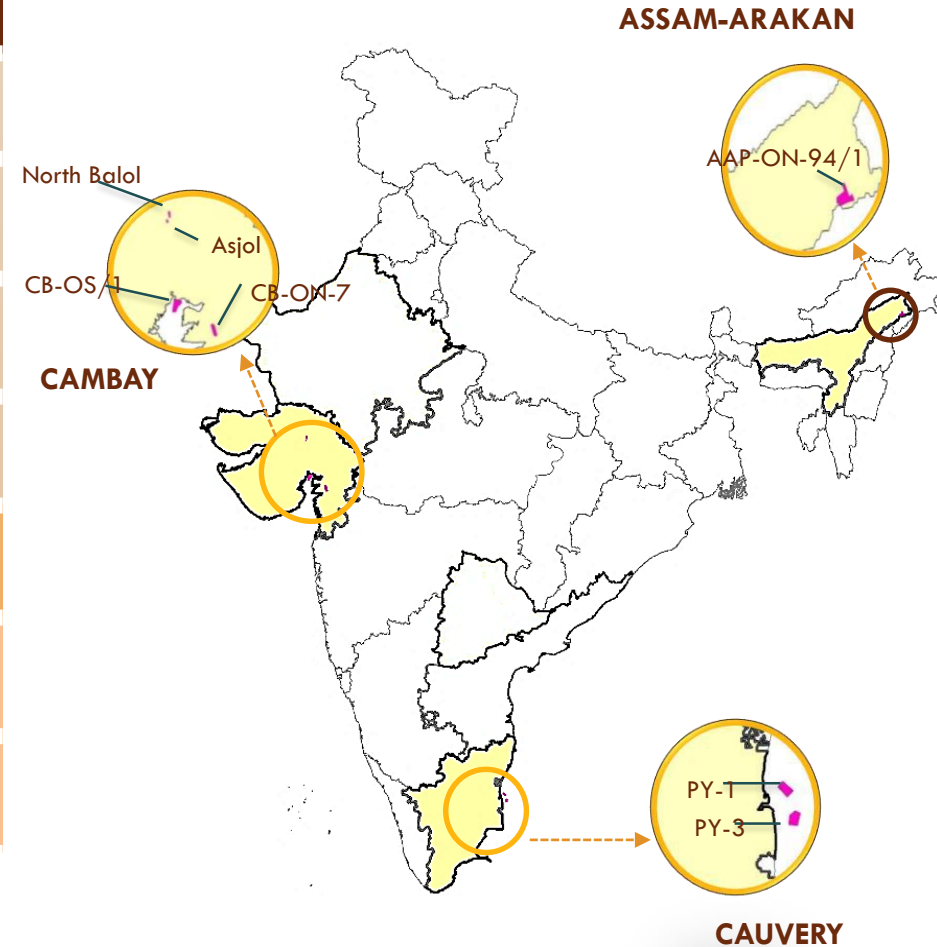 ASSAM-ARAKAN
AAP-ON-94/1
North Balol
Asjol
CB-OS/1
CB-ON-7
CAMBAY
PY-1
PY-3
CAUVERY